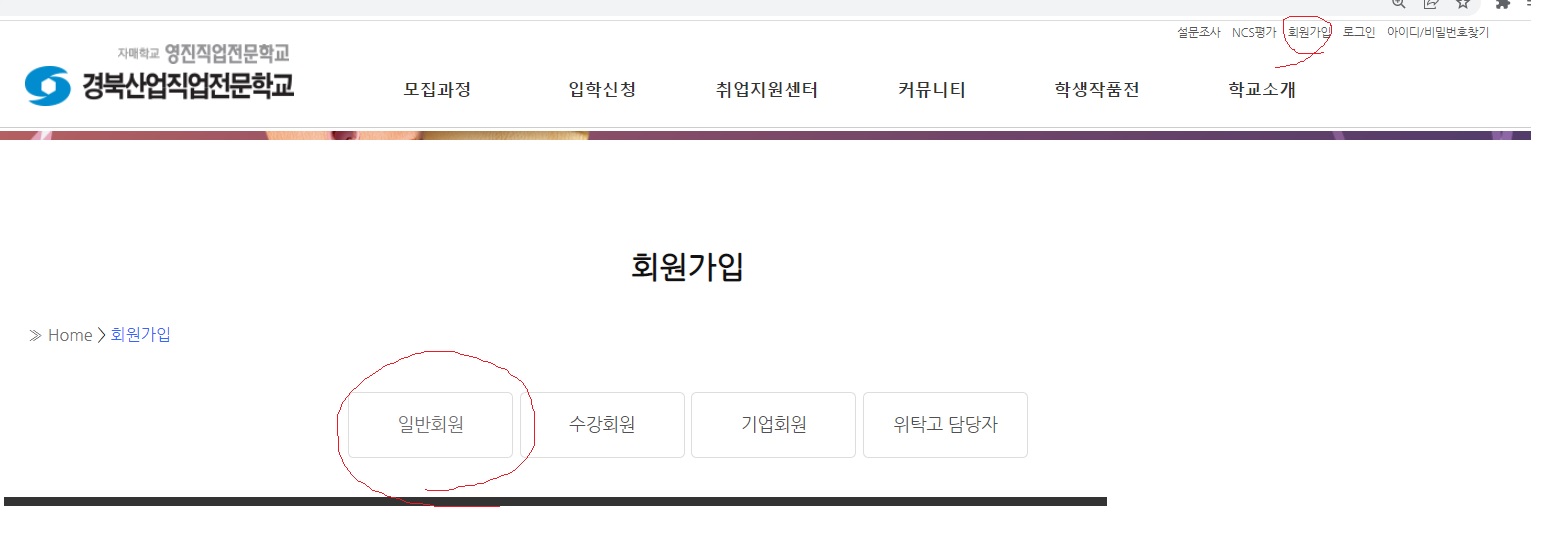 설문조사 NCS평가 회원가입 로그인 아이디/비밀번호찾기
자매학교 영진직업전문학교
경북산업직업전문학교
모집과정 입학신청 취업지원센터 커뮤니티 학생작품전 학교소개
회원가입
≫ Home > 회원가입
일반회원 수강회원 기업회원 위탁고 담당자